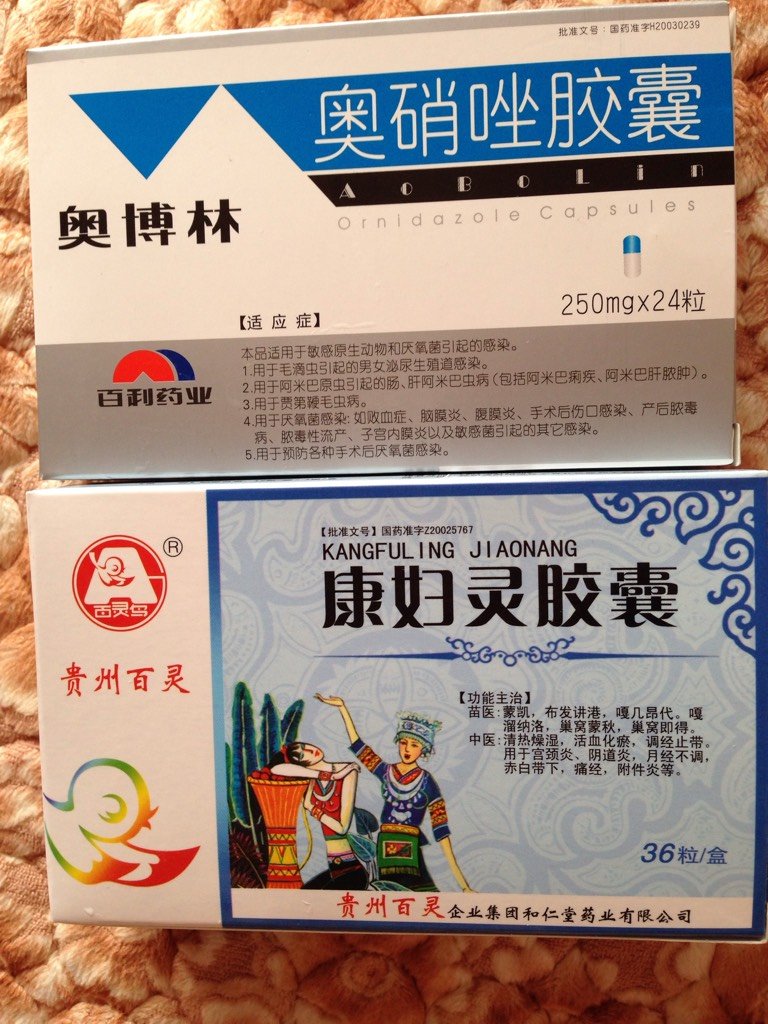 批准文号：国药准字H20030239
奥硝唑胶囊
AoBoLin
Ornidazole Capsules
奥博林
250mgx24粒
【适 应 症】
本品适用于敏感原生动物和厌氧菌引起的感染。
1.用于毛滴虫引起的男女泌尿生殖道感染。
2.用于阿米巴原虫引起的肠、肝阿米巴虫病(包括阿米巴痢疾、阿米巴肝脓肿)。
3.用于贾第鞭毛虫病。
4.用于厌氧菌感染:如败血症、脑膜炎、腹膜炎、手术后伤口感染、产后脓毒
病、脓毒性流产、子宫内膜炎以及敏感菌引起的其它感染。
5.用于预防各种手术后厌氧菌感染。
百利药业
【批准文号】国药准字Z20025767
KANGFULING JIAONANG
康妇灵胶囊
百灵鸟
®
贵州百灵
【功能主治】
苗医:蒙凯，布发讲港，嘎几昂代。嘎
溜纳洛，巢窝蒙秋，巢窝即得。
中医:清热燥湿，活血化瘀，调经止带。
用于宫颈炎、阴道炎，月经不调，
赤白带下，痛经，附件炎等。
36粒/盒
贵州百灵企业集团和仁堂药业有限公司